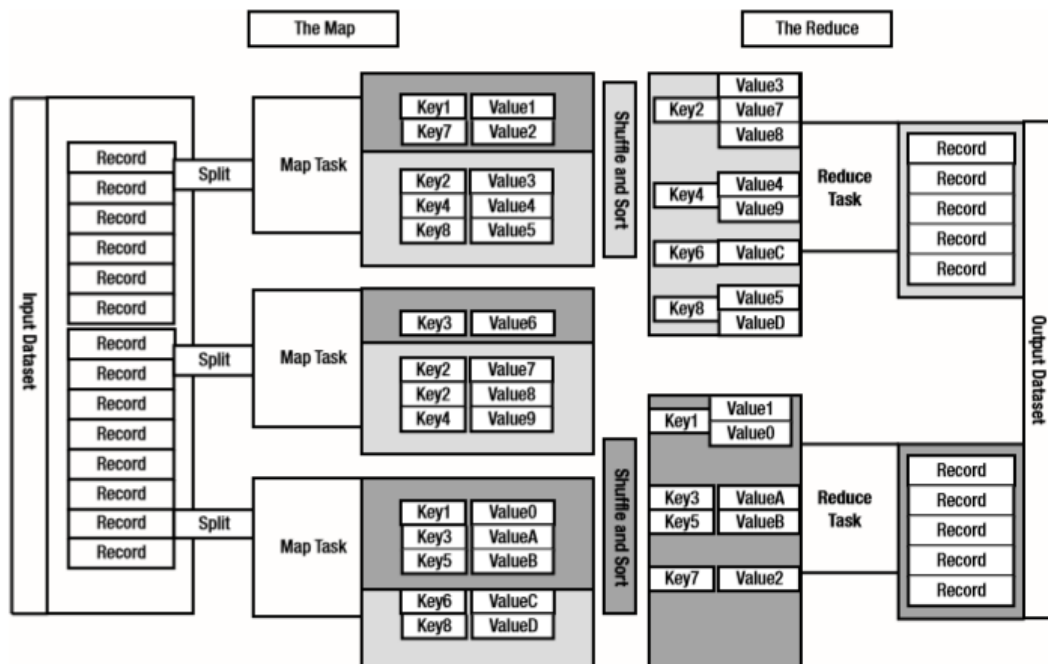 The Map
The Reduce
Input Dataset
Record
Record
Record
Record
Record
Record
Record
Record
Record
Record
Record
Record
Record
Record
Split
Split
Split
Map Task
Key1 Value1
Key7 Value2
Key2 Value3
Key4 Value4
Key8 Value5
Map Task
Key3 Value6
Key2 Value7
Key2 Value8
Key4 Value9
Map Task
Key1 Value0
Key3 ValueA
Key5 ValueB
Key6 ValueC
Key8 ValueD
Shuffle and Sort
Shuffle and Sort
Value3
Key2 Value7
Value8
Key4 Value4
Value9
Key6 ValueC
Key8 Value5
ValueD
Reduce
Task
Record
Record
Record
Record
Record
Key1 Value1
Value0
Key3 ValueA
Key5 ValueB
Key7 Value2
Reduce
Task
Record
Record
Record
Record
Record
Output Dataset